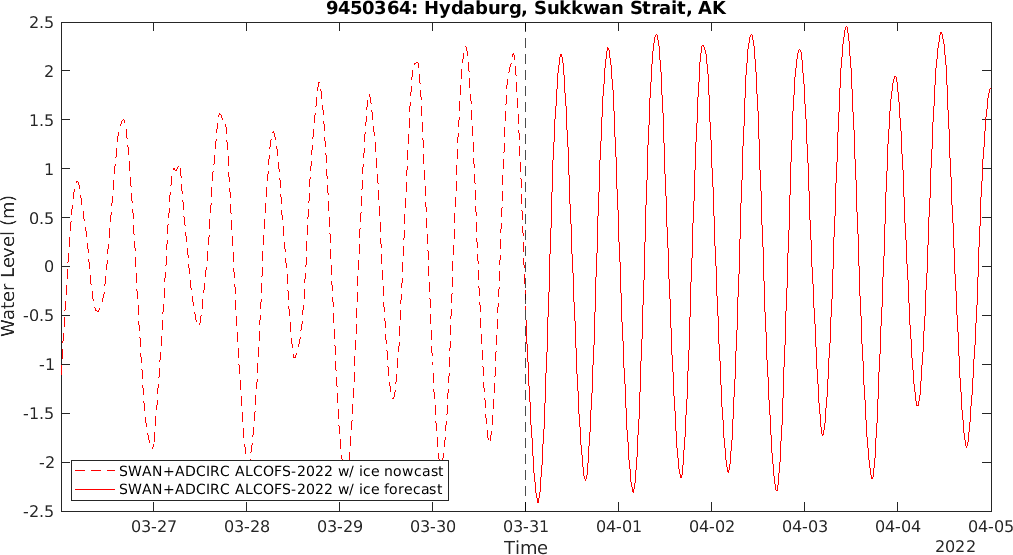 9450364: Hydaburg, Sukkwan Strait, AK
2.5
2
1.5
1
0.5
0
-0.5
-1
-1.5
-2
-2.5
Water Level (m)
SWAN+ADCIRC ALCOFS-2022 w/ ice nowcast
SWAN+ADCIRC ALCOFS-2022 w/ ice forecast
03-27 03-28 03-29 03-30 03-31 04-01 04-02 04-03 04-04 04-05
Time
2022